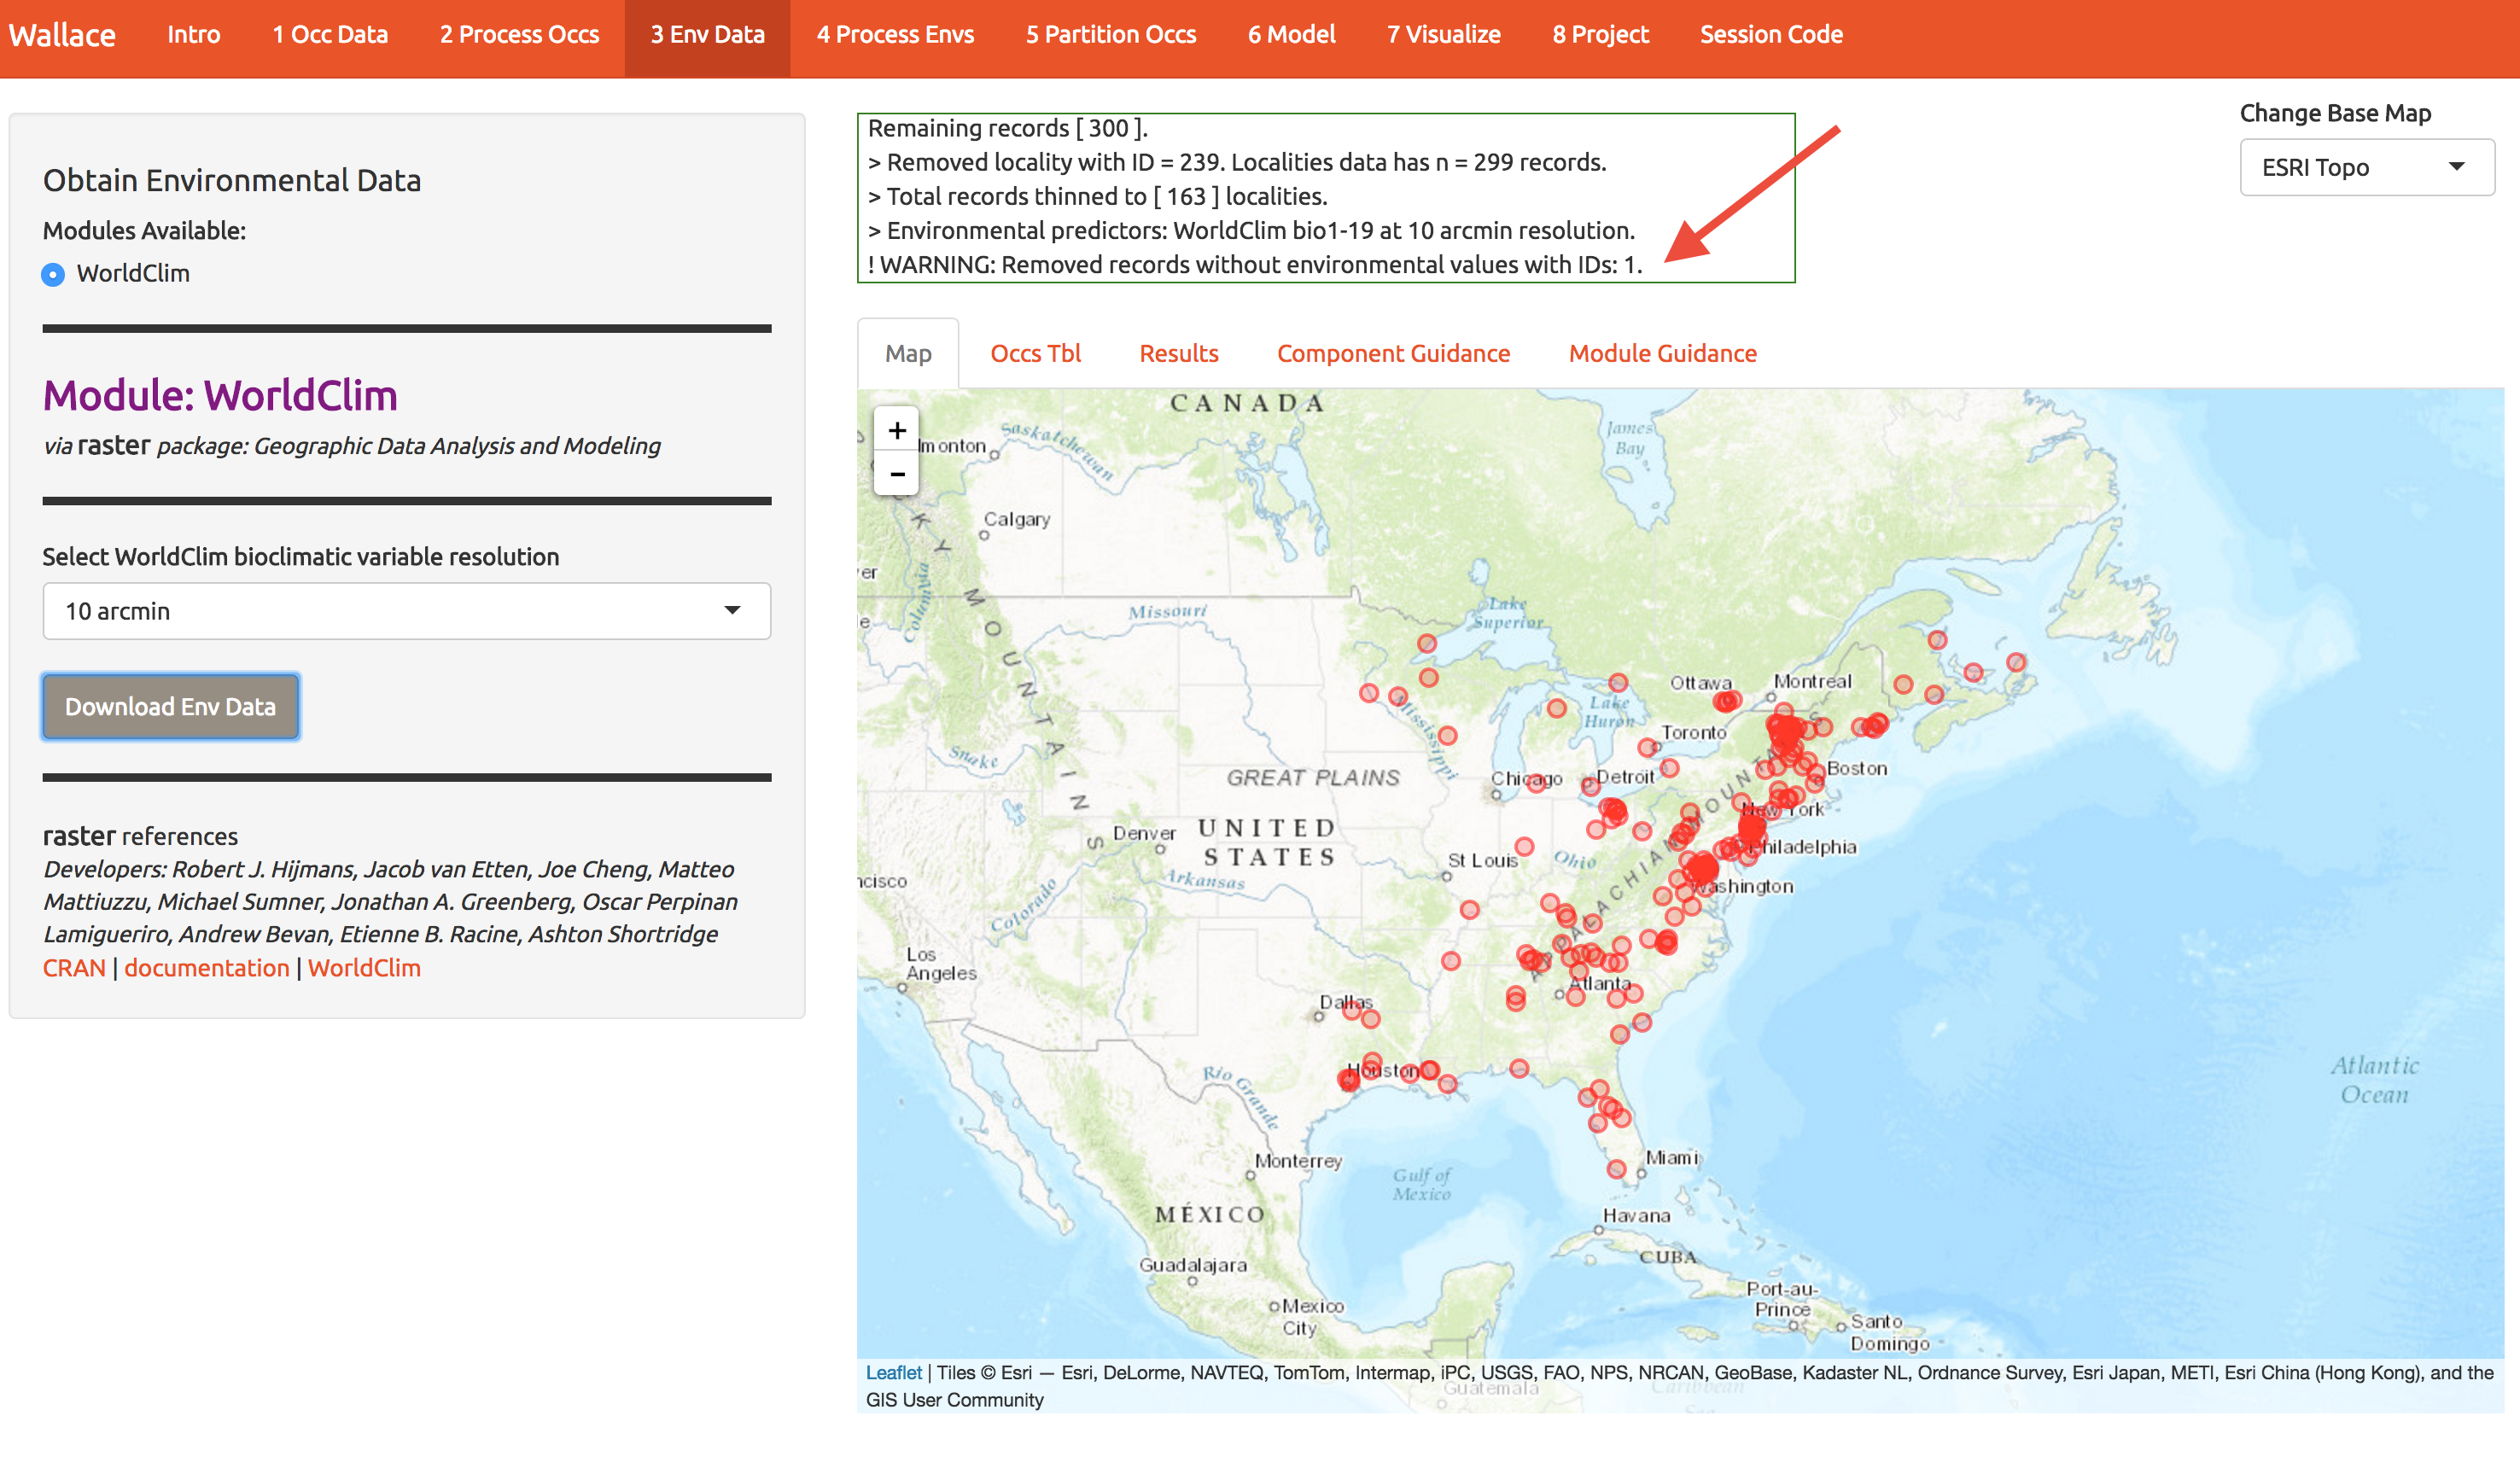 Wallace Intro 1 Occ Data 2 Process Occs 3 Env Data 4 Process Envs 5 Partition Occs 6 Model 7 Visualize 8 Project Session Code
Obtain Environmental Data
Modules Available:
WorldClim
Module: WorldClim
via raster package: Geographic Data Analysis and Modeling
Select WorldClim bioclimatic variable resolution
10 arcmin
Download Env Data
raster references
Developers: Robert J. Hijmans, Jacob van Etten, Joe Cheng, Matteo
Mattiuzzu, Michael Sumner, Jonathan A. Greenberg, Oscar Perpinan
Lamigueriro, Andrew Bevan, Etienne B. Racine, Ashton Shortridge
CRAN | documentation | WorldClim
Remaining records [ 300 ].
> Removed locality with ID = 239. Localities data has n = 299 records.
> Total records thinned to [ 163 ] localities.
> Environmental predictors: WorldClim bio1-19 at 10 arcmin resolution.
! WARNING: Removed records without environmental values with IDs: 1.
Change Base Map
ESRI Topo
Map Occs Tbl Results Component Guidance Module Guidance
+
-
CANADA
James
Bay
Saskatchewan
Calgary
Columbia
Missouri
Lake
Superior
Ottawa
Montreal
Lake
Huron
Toronto
Mississippi
Snake
GREAT PLAINS
Chicago
Detroit
Boston
New York
Denver
UNITED
STATES
St Louis
Ohio
Philadelphia
Arkansas
Washington
Colorado
APPALACHIAN MOUNTAINS
Los
Angeles
Atlanta
Dallas
Houston
Rio Grande
Atlantic
Ocean
Monterrey
Gulf of
Mexico
Miami
MÉXICO
Havana
CUBA
Guadalajara
Mexico
City
Port-au-
Prince
Santo
Domingo
Leaflet | Tiles © Esri — Esri, DeLorme, NAVTEQ, TomTom, Intermap, iPC, USGS, FAO, NPS, NRCAN, GeoBase, Kadaster NL, Ordnance Survey, Esri Japan, METI, Esri China (Hong Kong), and the
GIS User Community
Guatemala
Caribbean